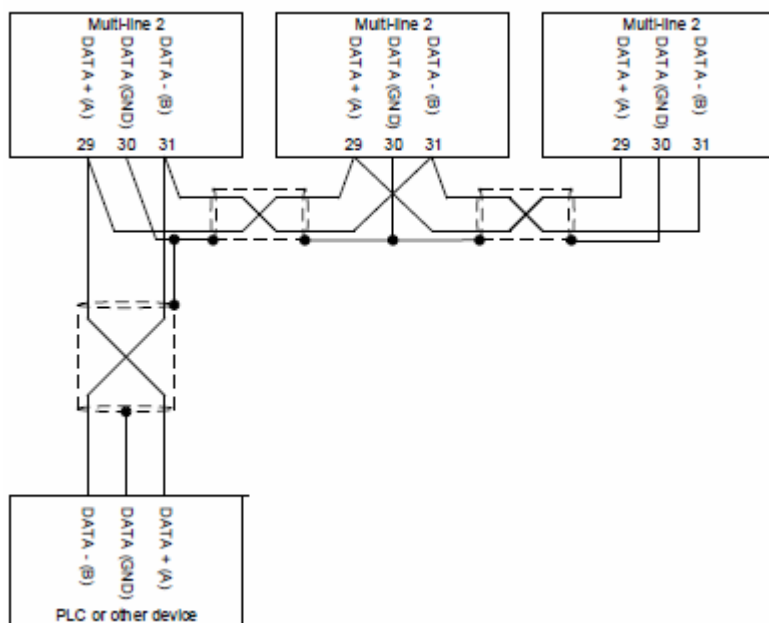 Multi-line 2
DATA + (A)
DATA (GND)
DATA - (B)
29 30 31
Multi-line 2
DATA + (A)
DATA (GND)
DATA - (B)
29 30 31
Multi-line 2
DATA + (A)
DATA (GND)
DATA - (B)
29 30 31
DATA - (B)
DATA (GND)
DATA + (A)
PLC or other device